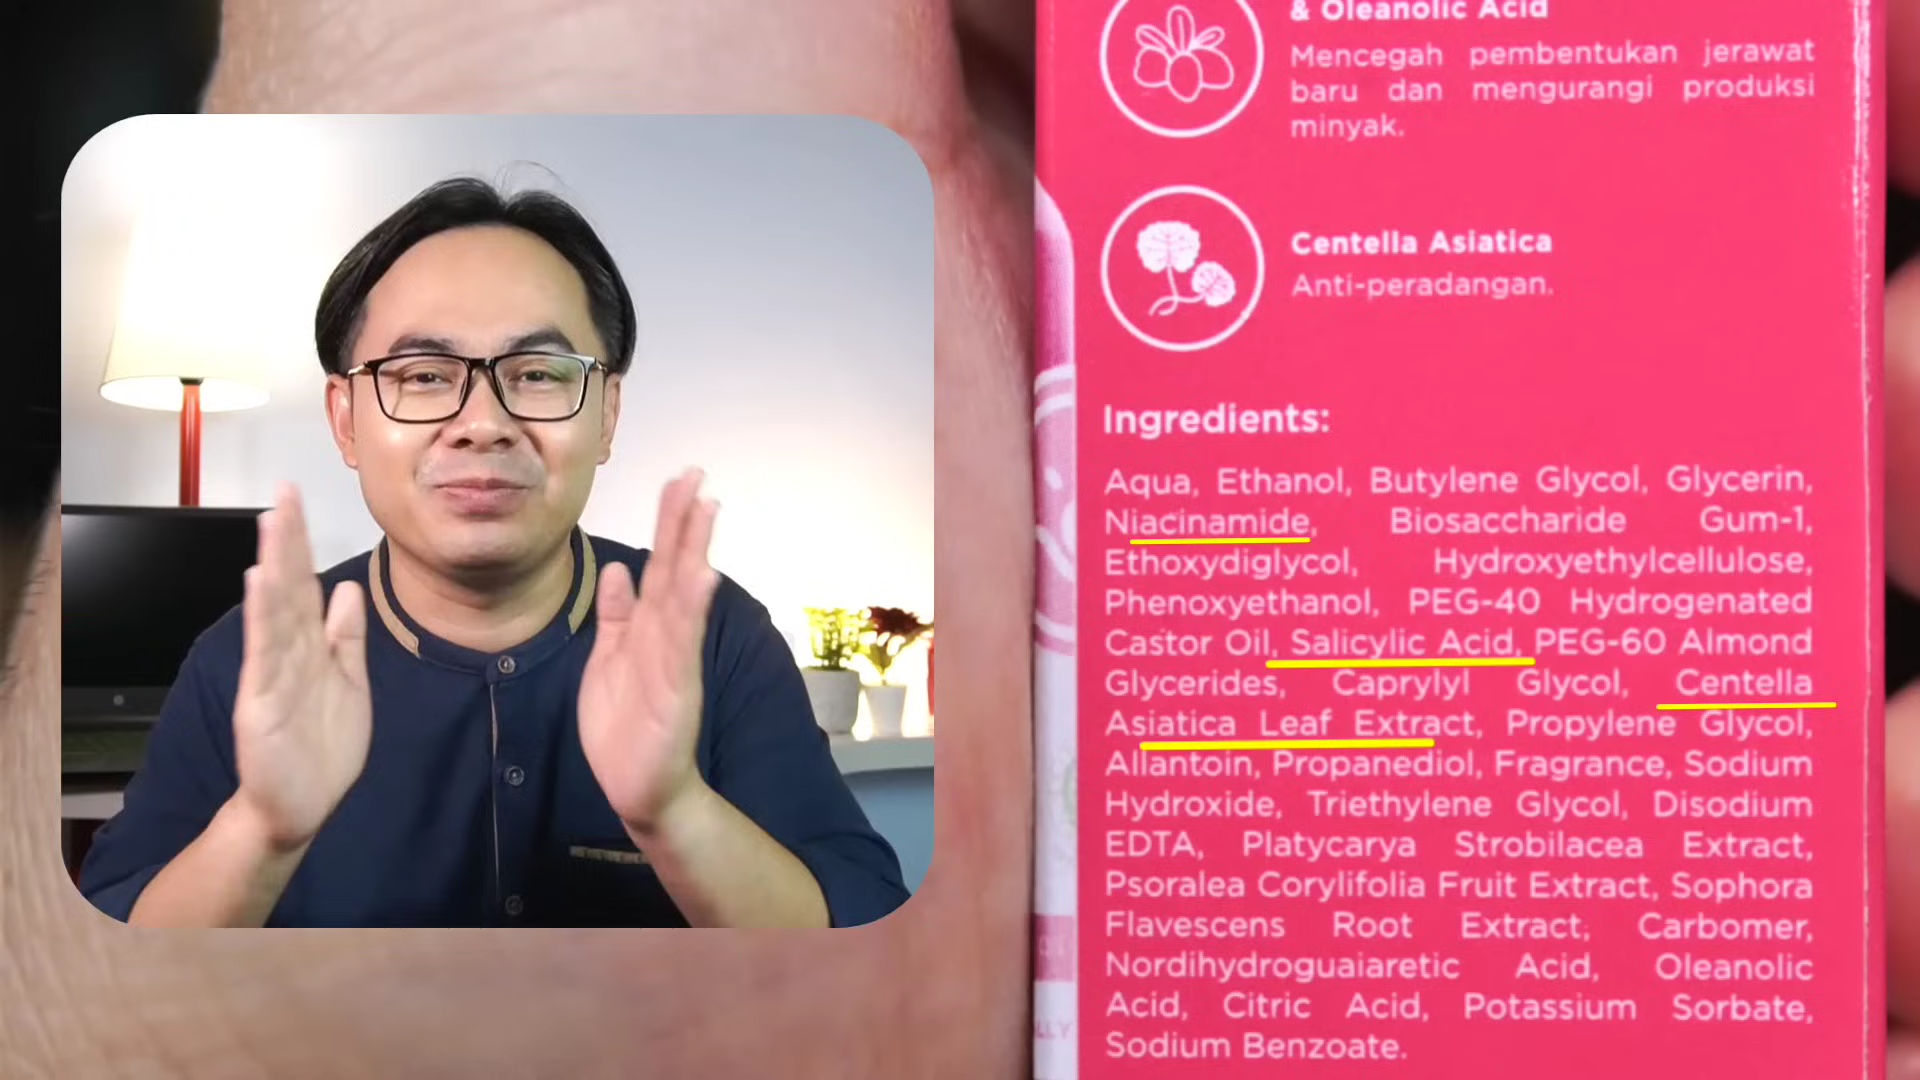 & Oleanolic Acid
Mencegah pembentukan jerawat
baru dan mengurangi produksi
minyak.
Centella Asiatica
Anti-peradangan.
Ingredients:
Aqua, Ethanol, Butylene Glycol, Glycerin,
Niacinamide, Biosaccharide Gum-1,
Ethoxydiglycol, Hydroxyethylcellulose,
Phenoxyethanol, PEG-40 Hydrogenated
Castor Oil, Salicylic Acid, PEG-60 Almond
Glycerides, Caprylyl Glycol, Centella
Asiatica Leaf Extract, Propylene Glycol,
Allantoin, Propanediol, Fragrance, Sodium
Hydroxide, Triethylene Glycol, Disodium
EDTA, Platycarya Strobilacea Extract,
Psoralea Corylifolia Fruit Extract, Sophora
Flavescens Root Extract, Carbomer,
Nordihydroguaiaretic Acid, Oleanolic
Acid, Citric Acid, Potassium Sorbate,
Sodium Benzoate.